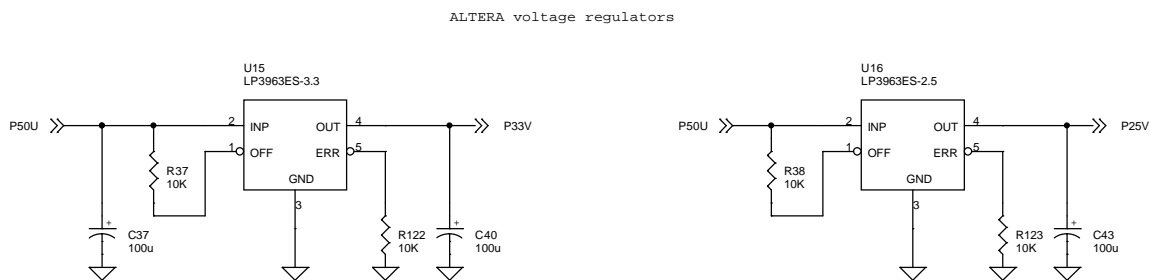 ALTERA voltage regulators
U15
LP3963ES-3.3
P50U
2
INP
OUT
4
P33V
1
OFF
ERR
5
GND
3
R37
10K
+
C37
100u
R122
10K
+
C40
100u
U16
LP3963ES-2.5
P50U
2
INP
OUT
4
P25V
1
OFF
ERR
5
GND
3
R38
10K
R123
10K
+
C43
100u